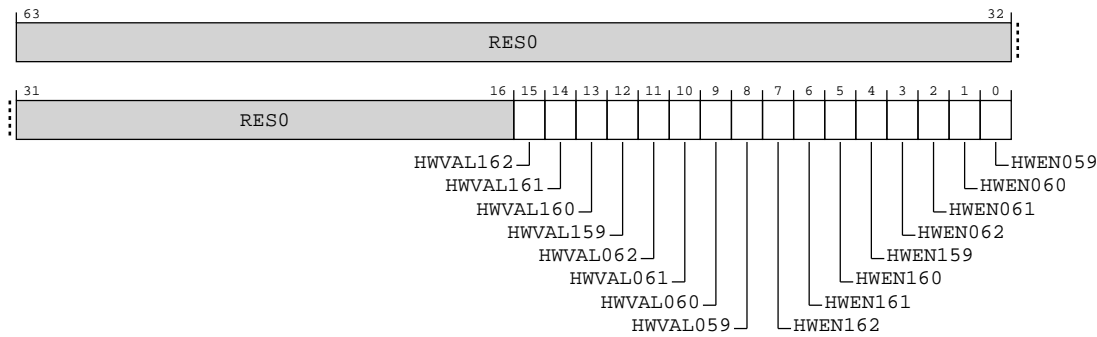 63 32
RES0
31 16 15 14 13 12 11 10 9 8 7 6 5 4 3 2 1 0
RES0
HWVAL162 HWEN059
HWVAL161 HWEN060
HWVAL160 HWEN061
HWVAL159 HWEN062
HWVAL062 HWEN159
HWVAL061 HWEN160
HWVAL060 HWEN161
HWVAL059 HWEN162